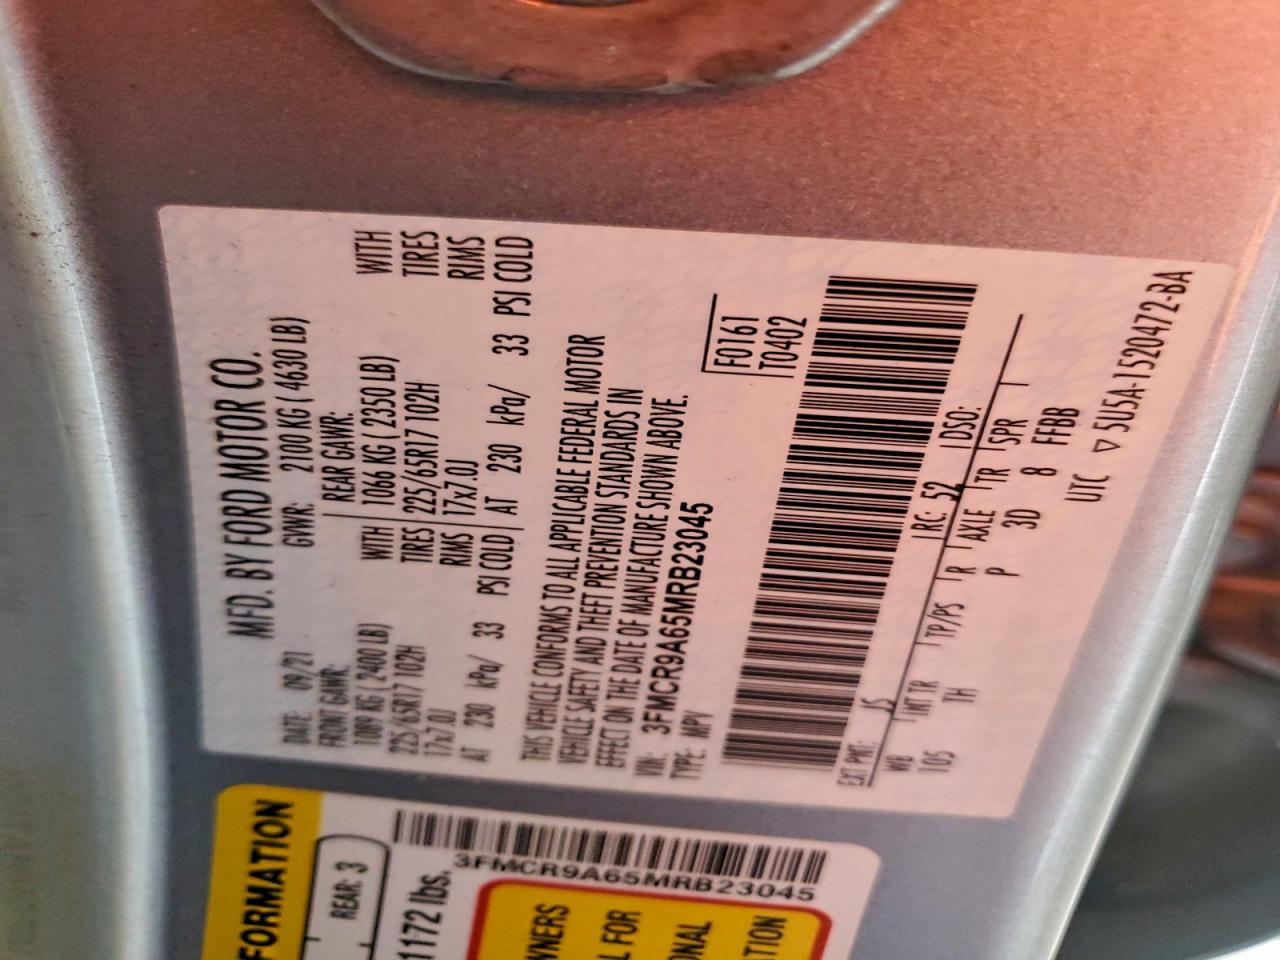 MFD. BY FORD MOTOR CO.
DATE: 09/21 GVWR: 2100 KG ( 4630 LB)
FRONT GAWR: REAR GAWR:
1089 KG ( 2400 LB) WITH 1066 KG ( 2350 LB) WITH
225/65R17 102H TIRES 225/65R17 102H TIRES
17x7.0J RIMS 17x7.0J RIMS
AT 230 kPa/ 33 PSI COLD AT 230 kPa/ 33 PSI COLD
THIS VEHICLE CONFORMS TO ALL APPLICABLE FEDERAL MOTOR
VEHICLE SAFETY AND THEFT PREVENTION STANDARDS IN
EFFECT ON THE DATE OF MANUFACTURE SHOWN ABOVE.
VIN: 3FMCR9A65MRB23045
TYPE: MPV
F0161
T0402
EXT PNT: JS RC: 52 DSO:
WB INT TR TP/PS R AXLE TR SPR
105 TH P 3D 8 FFBB
UTC ▽ 5U5A-1520472-BA
FORMATION
REAR: 3
1172 lbs.
3FMCR9A65MRB23045
WNERS
L FOR
ONAL
TION